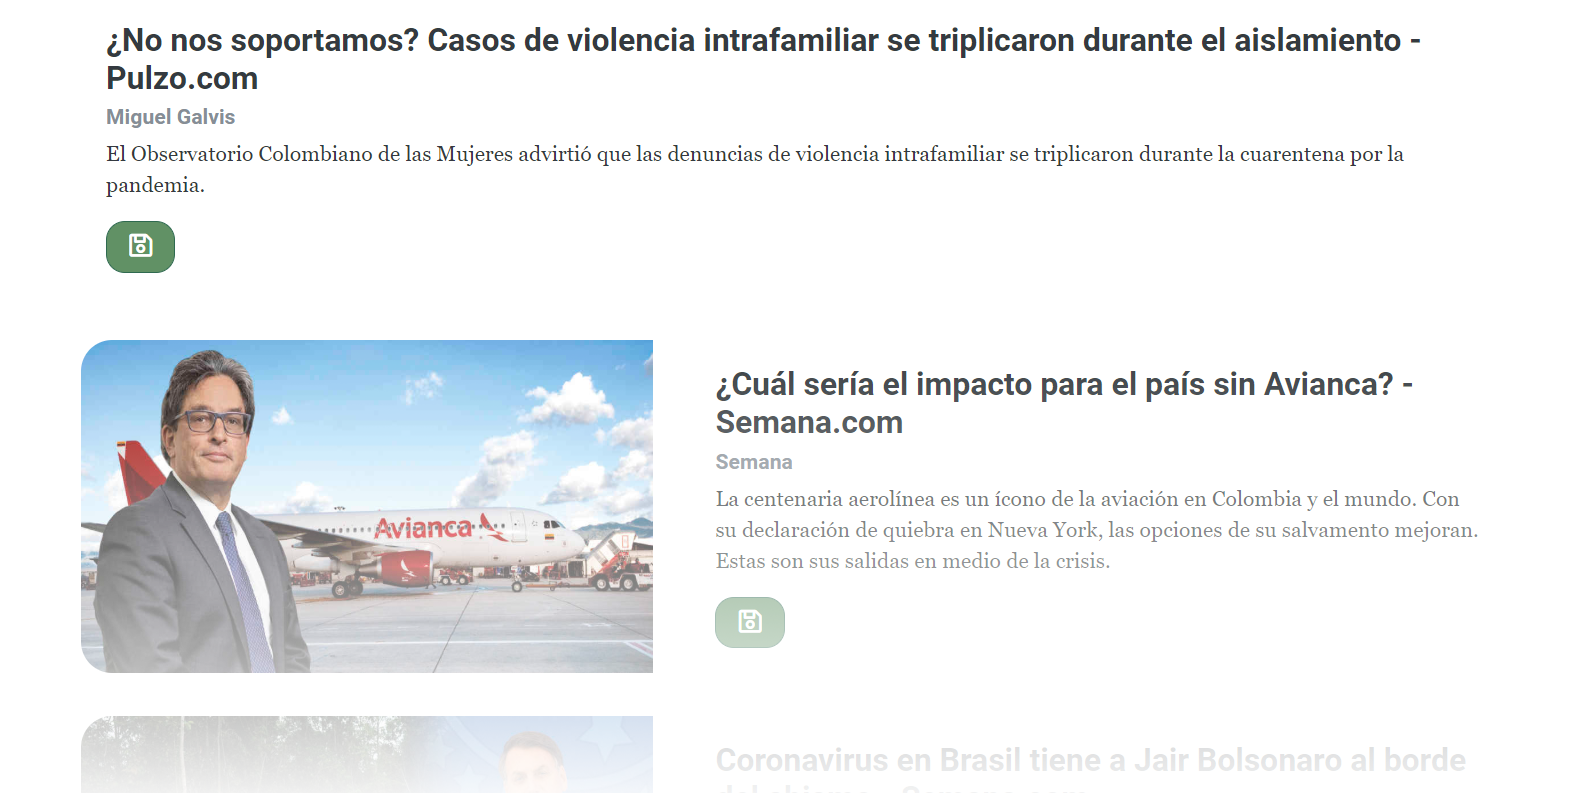 ¿No nos soportamos? Casos de violencia intrafamiliar se triplicaron durante el aislamiento -
Pulzo.com
Miguel Galvis
El Observatorio Colombiano de las Mujeres advirtió que las denuncias de violencia intrafamiliar se triplicaron durante la cuarentena por la
pandemia.
Avianca
¿Cuál sería el impacto para el país sin Avianca? -
Semana.com
Semana
La centenaria aerolínea es un ícono de la aviación en Colombia y el mundo. Con
su declaración de quiebra en Nueva York, las opciones de su salvamento mejoran.
Estas son sus salidas en medio de la crisis.
Coronavirus en Brasil tiene a Jair Bolsonaro al borde
del abismo - Semana.com